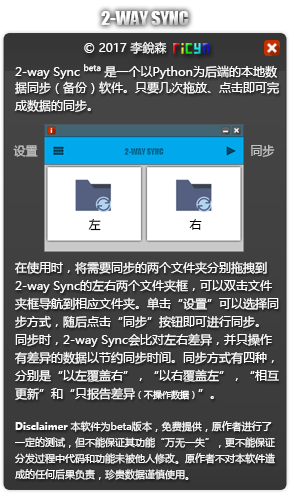 2-WAY SYNC
© 2017 李銳森 ricyn
2-way Sync beta 是一个以Python为后端的本地数
据同步（备份）软件。只要几次拖放、点击即可完
成数据的同步。
2-WAY SYNC
设置
同步
左
右
在使用时，将需要同步的两个文件夹分别拖拽到
2-way Sync的左右两个文件夹框，可以双击文件
夹框导航到相应文件夹。单击“设置”可以选择同
步方式，随后点击“同步”按钮即可进行同步。
同步时，2-way Sync会比对左右差异，并只操作
有差异的数据以节约同步时间。同步方式有四种，
分别是“以左覆盖右”，“以右覆盖左”，“相互
更新”和“只报告差异（不操作数据）”。
Disclaimer 本软件为beta版本，免费提供，原作者进行了
一定的测试，但不能保证其功能“万无一失”，更不能保证
分发过程中代码和功能未被他人修改。原作者不对本软件造
成的任何后果负责，珍贵数据谨慎使用。